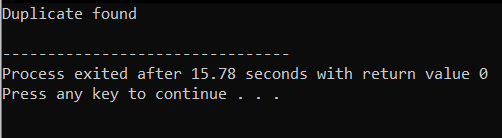 Duplicate found
--------------------------------
Process exited after 15.78 seconds with return value 0
Press any key to continue . . .